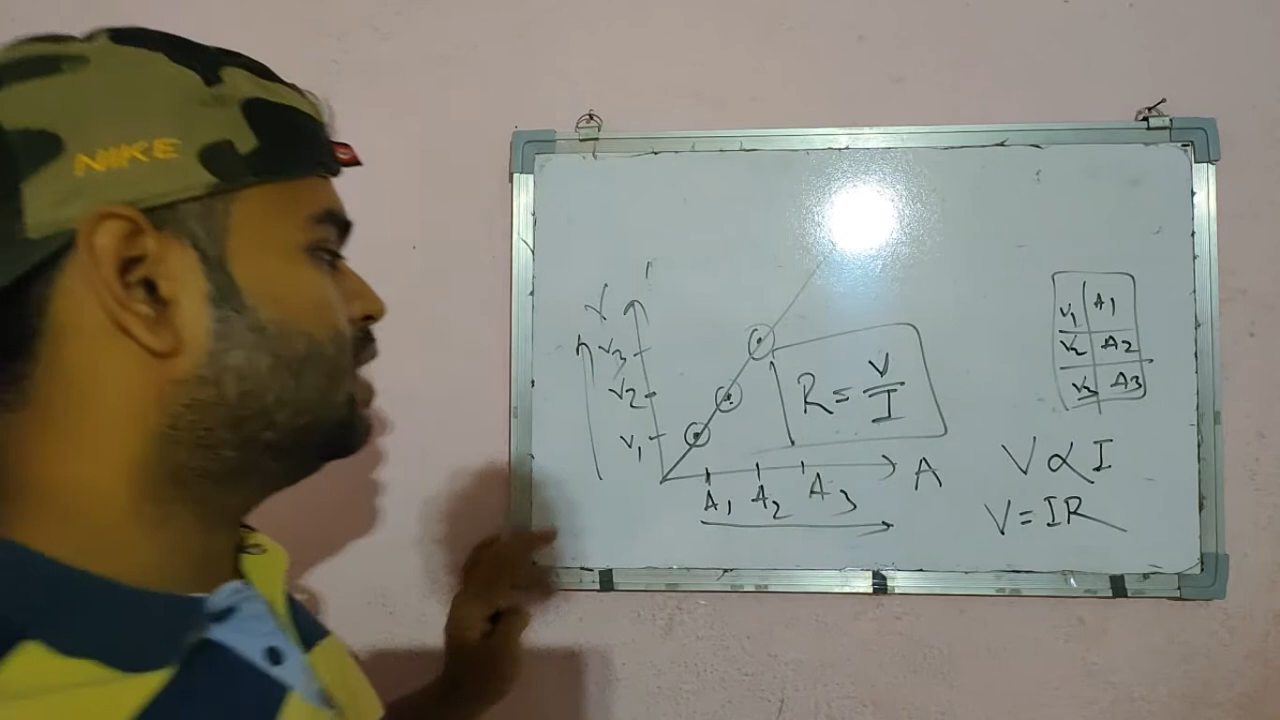 NIKE
V
V3
V2
V1
A1 A2 A3
A
R = V/I
V1 A1
V2 A2
V3 A3
V ∝ I
V = IR